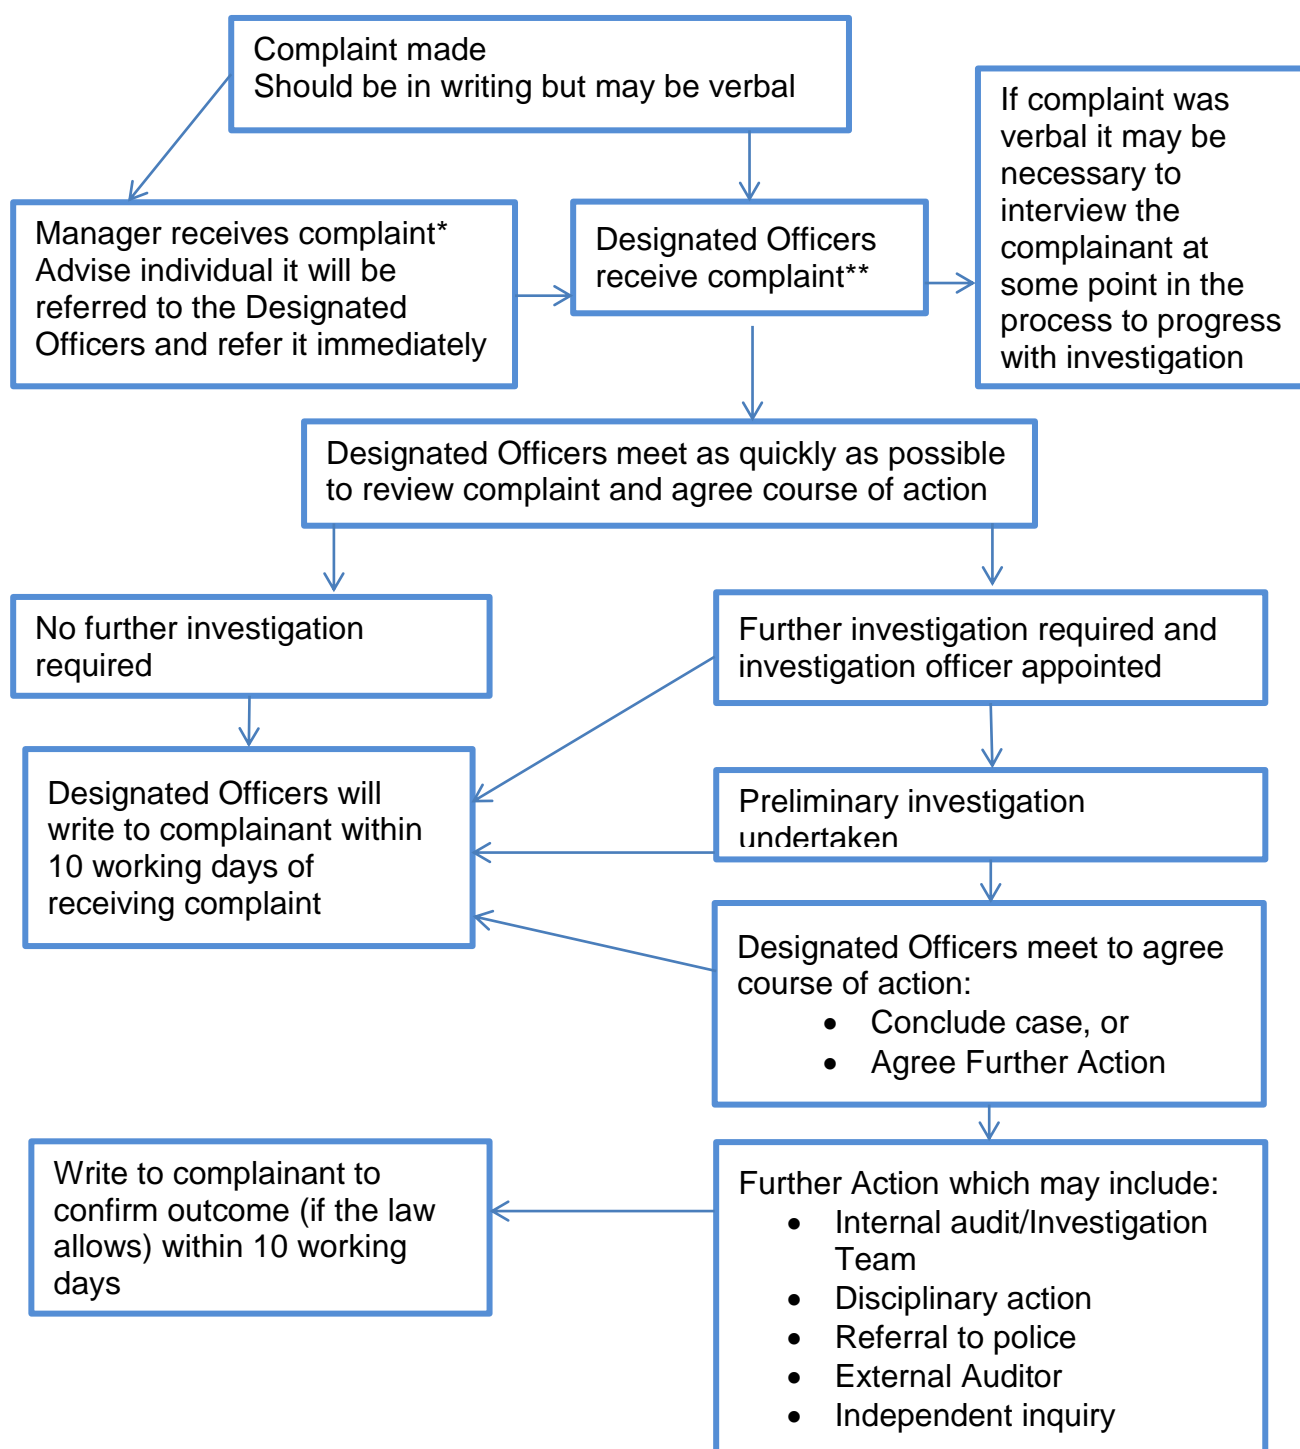 Complaint made
Should be in writing but may be verbal
If complaint was
verbal it may be
necessary to
interview the
complainant at
some point in the
process to progress
with investigation
Manager receives complaint*
Advise individual it will be
referred to the Designated
Officers and refer it immediately
Designated Officers
receive complaint**
Designated Officers meet as quickly as possible
to review complaint and agree course of action
No further investigation
required
Further investigation required and
investigation officer appointed
Designated Officers will
write to complainant within
10 working days of
receiving complaint
Preliminary investigation
undertaken
Designated Officers meet to agree
course of action:
• Conclude case, or
• Agree Further Action
Write to complainant to
confirm outcome (if the law
allows) within 10 working
days
Further Action which may include:
• Internal audit/Investigation
Team
• Disciplinary action
• Referral to police
• External Auditor
• Independent inquiry